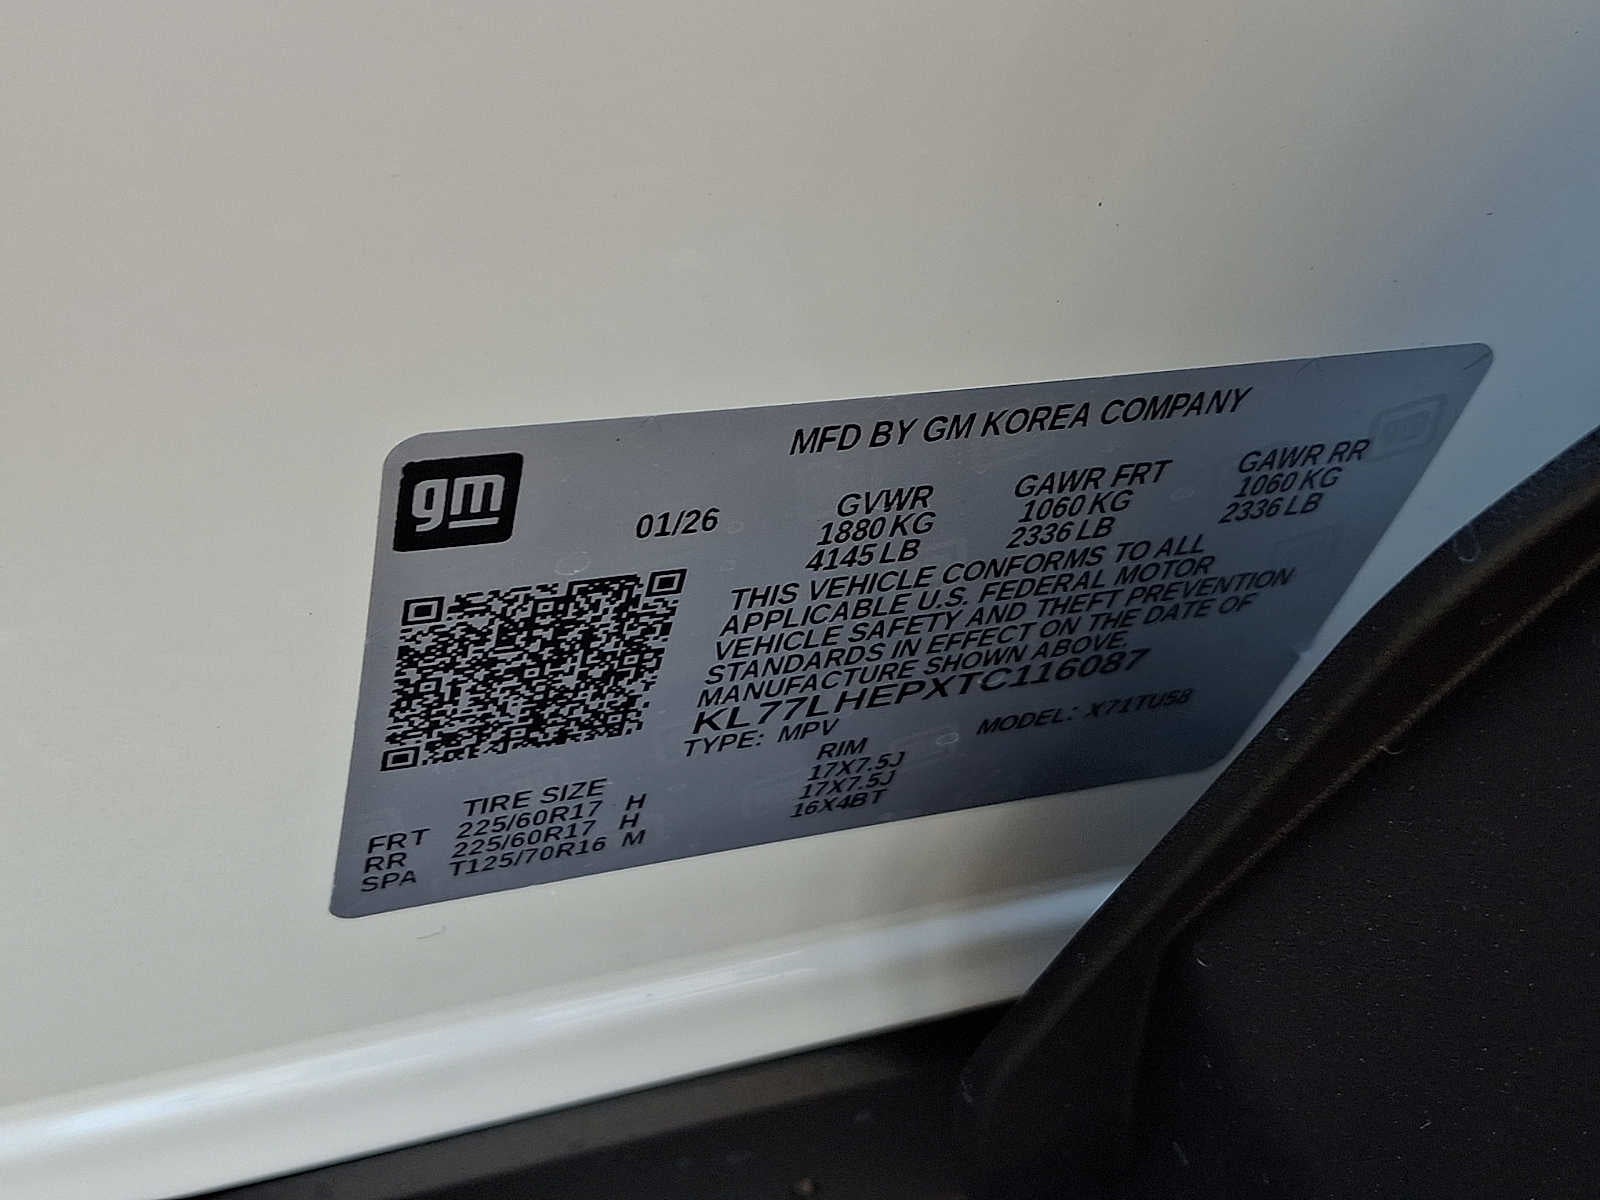 MFD BY GM KOREA COMPANY
gm
01/26 GVWR GAWR FRT GAWR RR
1880 KG 1060 KG 1060 KG
4145 LB 2336 LB 2336 LB
THIS VEHICLE CONFORMS TO ALL
APPLICABLE U.S. FEDERAL MOTOR
VEHICLE SAFETY AND THEFT PREVENTION
STANDARDS IN EFFECT ON THE DATE OF
MANUFACTURE SHOWN ABOVE.
KL77LHEPXTC116087
TYPE: MPV MODEL: X71TU58
TIRE SIZE RIM
FRT 225/60R17 H 17X7.5J
RR 225/60R17 H 17X7.5J
SPA T125/70R16 M 16X4BT